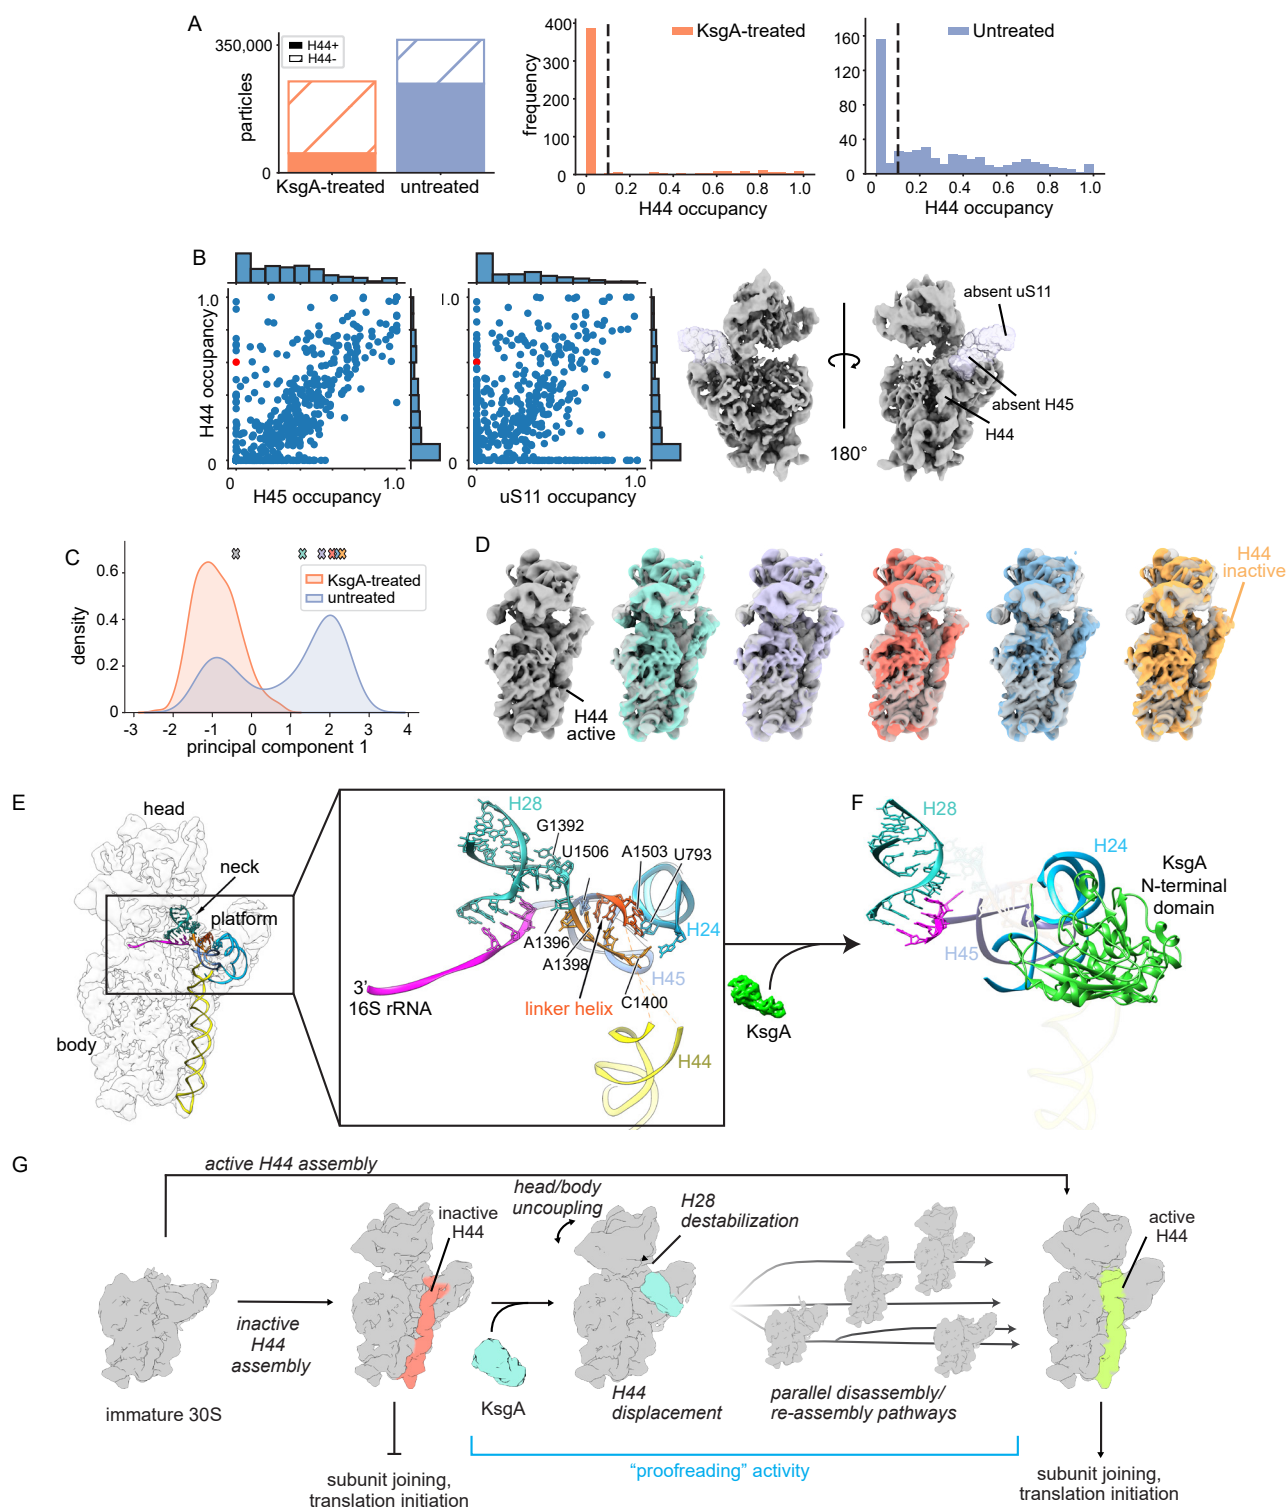 A
350,000
0
particles
H44+
H44-
KsgA-treated
untreated
400
300
200
100
0
frequency
KsgA-treated
0
0.2
0.4
0.6
0.8
1.0
H44 occupancy
160
120
80
40
0
Untreated
0
0.2
0.4
0.6
0.8
1.0
H44 occupancy
B
1.0
0
H44 occupancy
0
1.0
H45 occupancy
1.0
0
0
1.0
uS11 occupancy
180°
absent uS11
absent H45
H44
C
0.6
0.4
0.2
0
density
KsgA-treated
untreated
-3
-2
-1
0
1
2
3
4
principal component 1
D
H44
active
H44
inactive
E
head
neck
platform
body
H28
G1392
U1506
A1503
U793
A1396
A1398
H24
H45
C1400
linker helix
3'
16S rRNA
H44
KsgA
F
H28
H24
KsgA
N-terminal
domain
H45
G
active H44 assembly
immature 30S
inactive
H44
assembly
inactive
H44
subunit joining,
translation initiation
KsgA
head/body
uncoupling
H28
destabilization
H44
displacement
parallel disassembly/
re-assembly pathways
"proofreading" activity
active
H44
subunit joining,
translation initiation